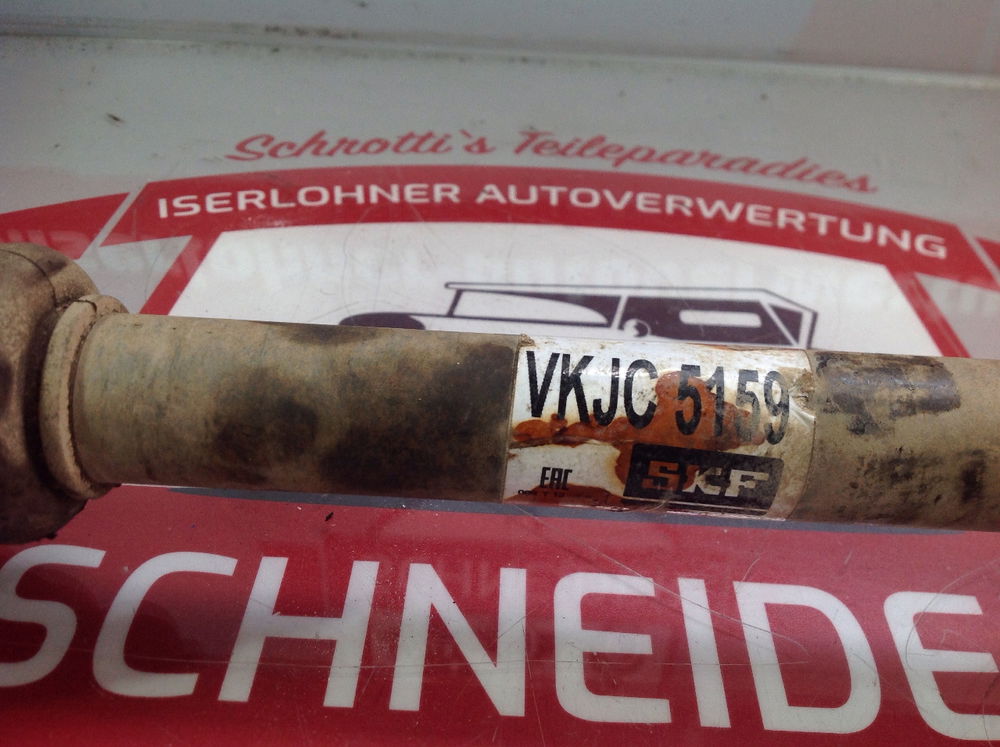 Schrotti`s Teileparadies
ISERLOHNER AUTOVERWERTUNG
VKJC 5159
EAC
SKF
SCHNEIDE